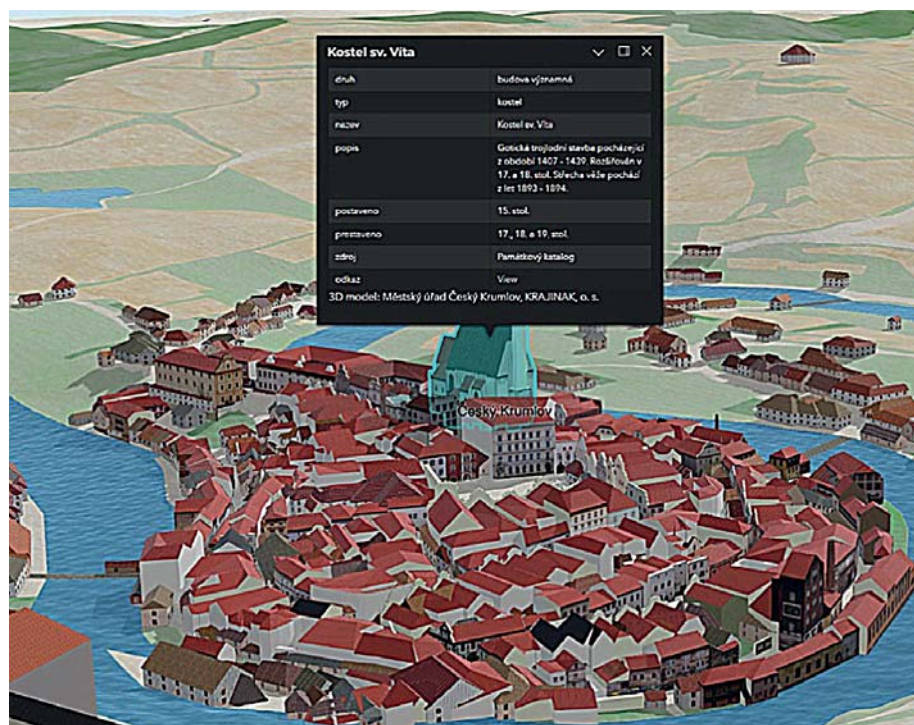 Kostel sv. Víta
druh budova významná
typ kostel
nazev Kostel sv. Víta
popis Gotická trojlodní stavba pocházející
z období 1407 - 1439. Rozšiřován v
17. a 18. stol. Střecha věže pochází
z let 1893 - 1894.
postaveno 15. stol.
prestaveno 17., 18. a 19. stol.
zdroj Památkový katalog
odkaz View
3D model: Městský úřad Český Krumlov, KRAJINAK, o. s.
Český Krumlov